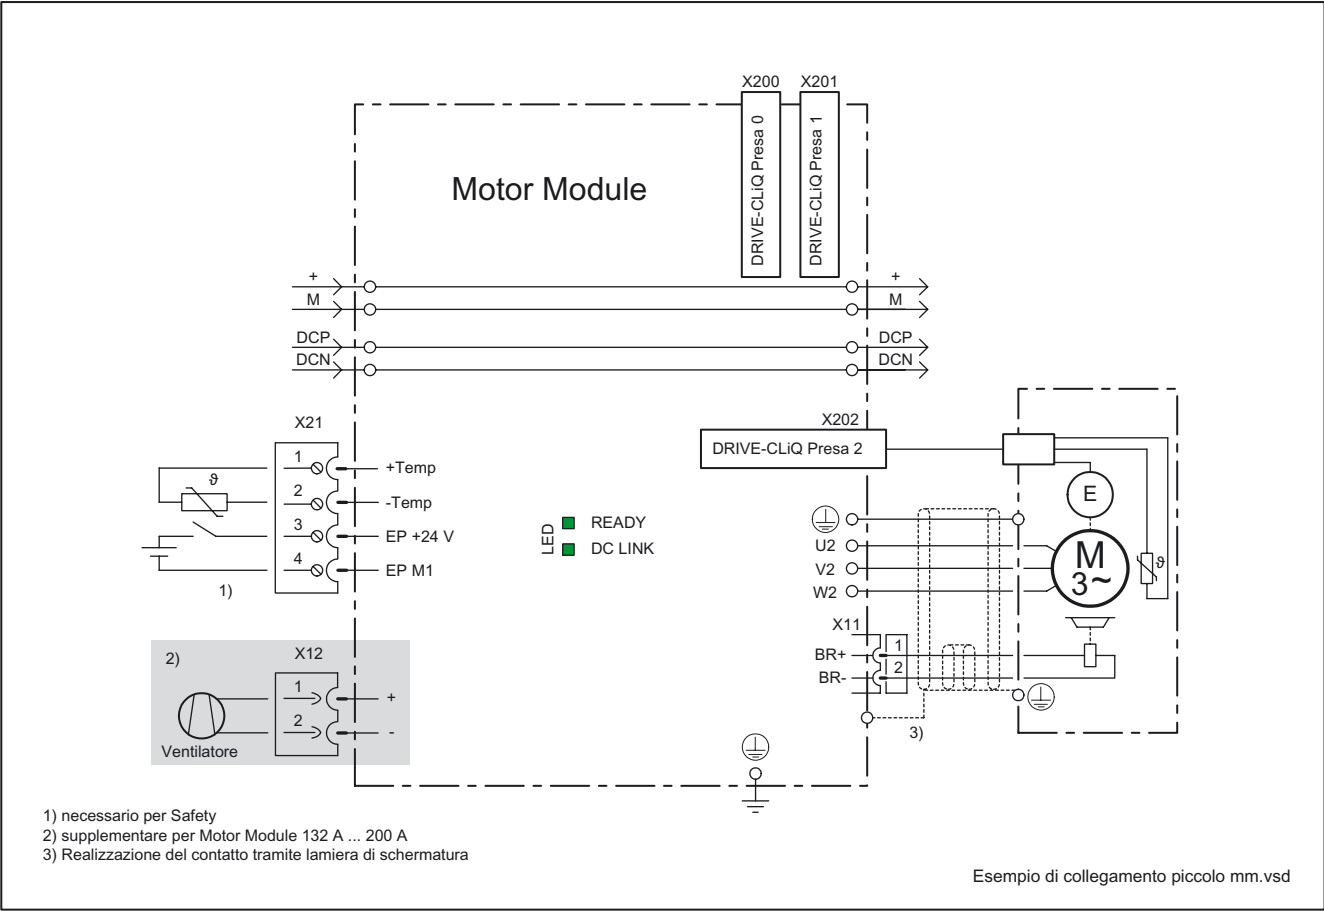 X200 X201
DRIVE-CLiQ Presa 0
DRIVE-CLiQ Presa 1
Motor Module
+ +
M M
DCP DCP
DCN DCN
X21
1 +Temp
2 -Temp
3 EP +24 V
4 EP M1
ϑ
1)
X202
DRIVE-CLiQ Presa 2
LED
READY
DC LINK
E
M
3~
ϑ
U2
V2
W2
X11
BR+ 1
BR- 2
3)
2)
X12
1 +
2 -
Ventilatore
1) necessario per Safety
2) supplementare per Motor Module 132 A ... 200 A
3) Realizzazione del contatto tramite lamiera di schermatura
Esempio di collegamento piccolo mm.vsd